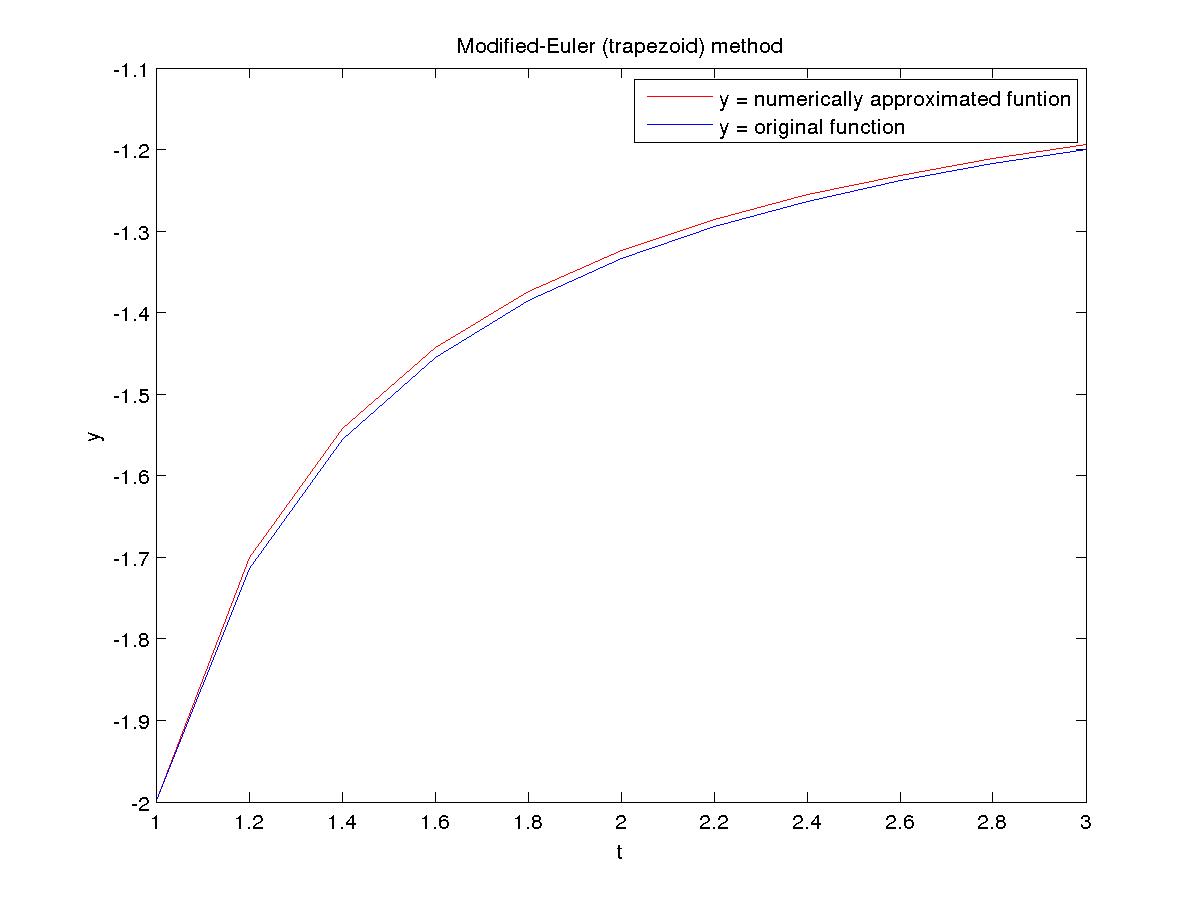 Modified-Euler (trapezoid) method
y = numerically approximated funtion
y = original function
-1.1
-1.2
-1.3
-1.4
-1.5
-1.6
-1.7
-1.8
-1.9
-2
y
1 1.2 1.4 1.6 1.8 2 2.2 2.4 2.6 2.8 3
t